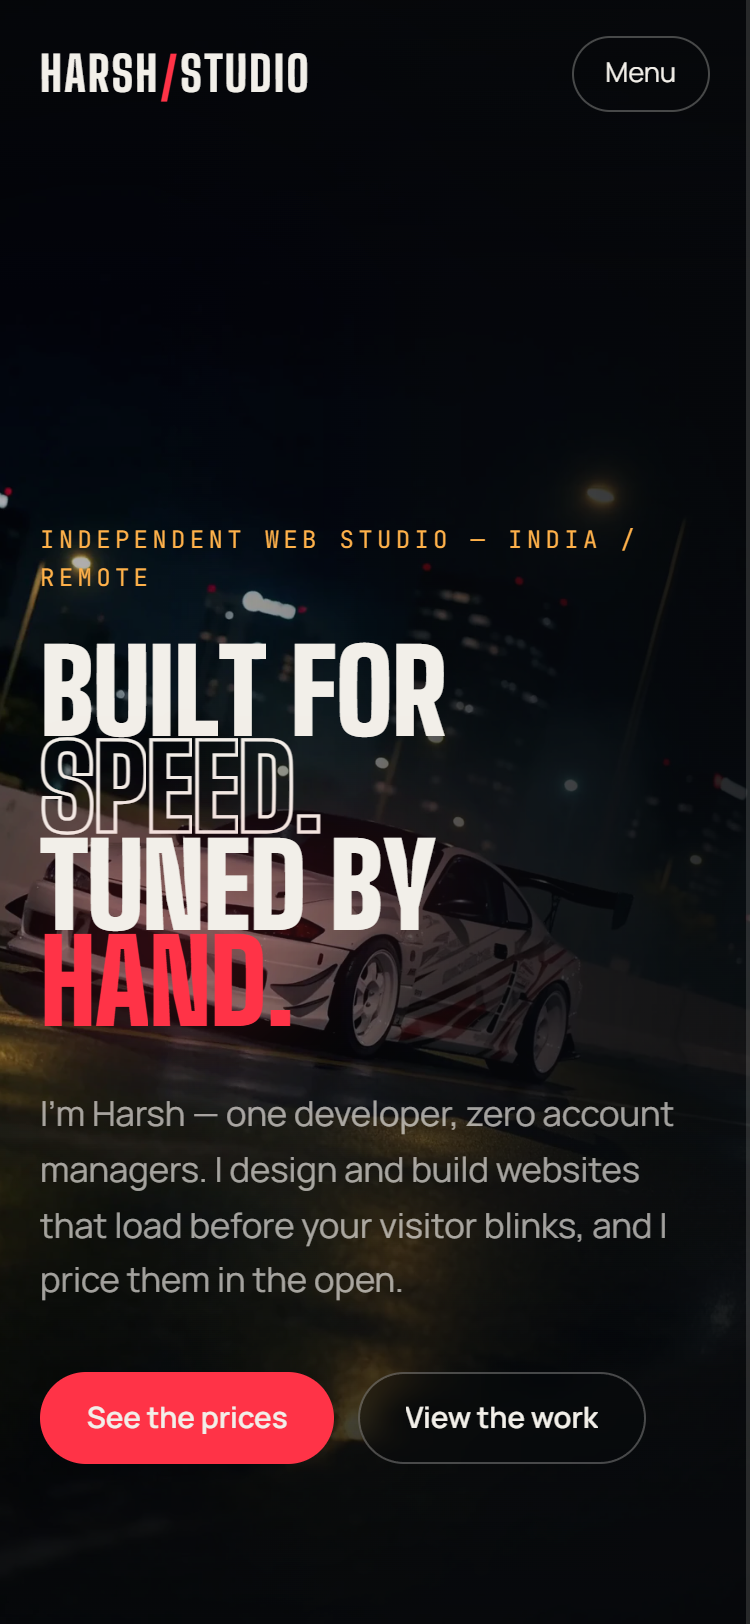 HARSH/STUDIO
Menu
INDEPENDENT WEB STUDIO — INDIA /
REMOTE
BUILT FOR
SPEED.
TUNED BY
HAND.
I'm Harsh — one developer, zero account
managers. I design and build websites
that load before your visitor blinks, and I
price them in the open.
See the prices
View the work